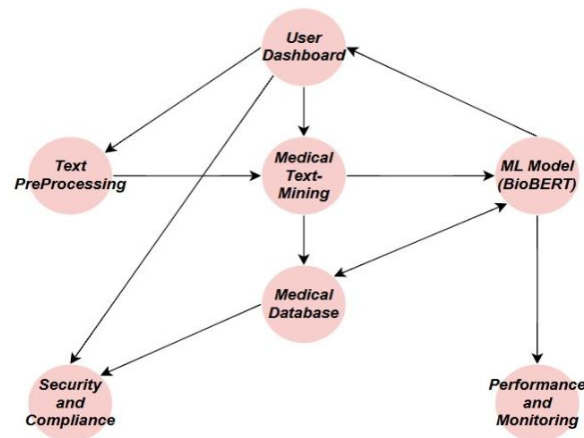 User
Dashboard
Text
PreProcessing
Medical
Text-
Mining
ML Model
(BioBERT)
Medical
Database
Security
and
Compliance
Performance
and
Monitoring